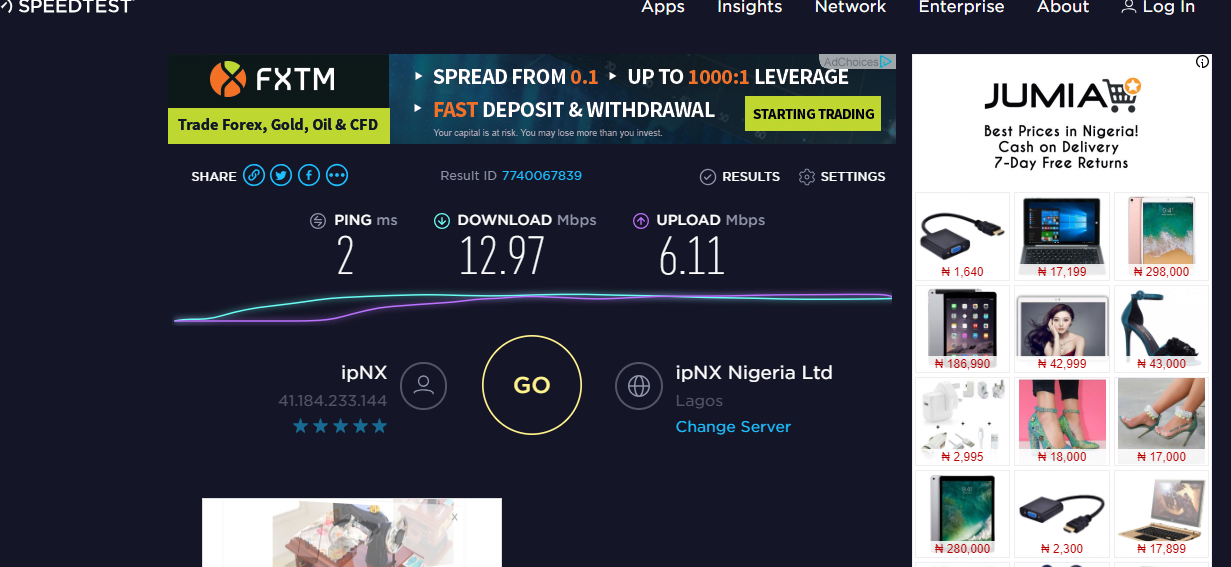 SPEEDTEST
Apps Insights Network Enterprise About Log In
FXTM
Trade Forex, Gold, Oil & CFD
SPREAD FROM 0.1 UP TO 1000:1 LEVERAGE
FAST DEPOSIT & WITHDRAWAL
Your capital is at risk. You may lose more than you invest.
STARTING TRADING
AdChoices
SHARE
Result ID 7740067839
RESULTS SETTINGS
PING ms DOWNLOAD Mbps UPLOAD Mbps
2 12.97 6.11
ipNX
41.184.233.144
GO
ipNX Nigeria Ltd
Lagos
Change Server
x
JUMIA
Best Prices in Nigeria!
Cash on Delivery
7-Day Free Returns
₦ 1,640 ₦ 17,199 ₦ 298,000
₦ 186,990 ₦ 42,999 ₦ 43,000
₦ 2,995 ₦ 18,000 ₦ 17,000
₦ 280,000 ₦ 2,300 ₦ 17,899